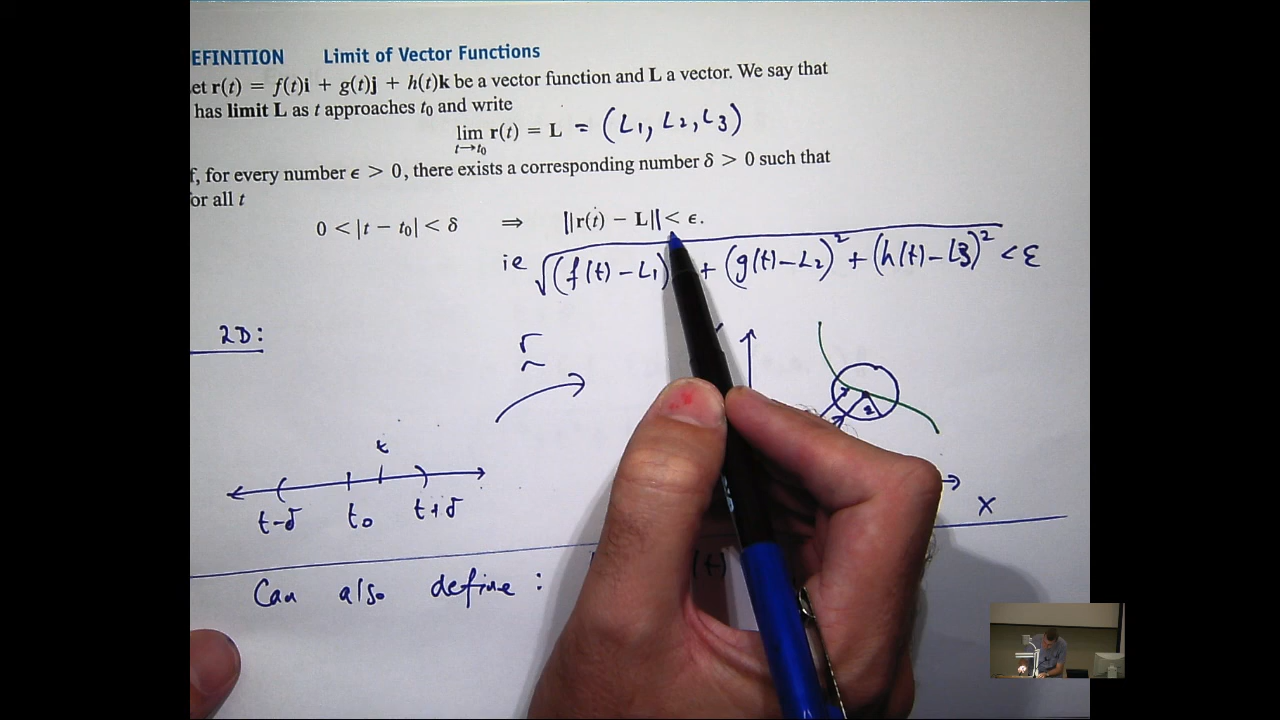 EFINITION Limit of Vector Functions
et r(t) = f(t)i + g(t)j + h(t)k be a vector function and L a vector. We say that
has limit L as t approaches t₀ and write
lim r(t) = L = (L₁, L₂, L₃)
t→t₀
f, for every number ϵ > 0, there exists a corresponding number δ > 0 such that
or all t
0 < |t − t₀| < δ ⇒ ‖r(t) − L‖ < ϵ.
ie √(f(t) − L₁) + (g(t) − L₂)² + (h(t) − L3)² < ε
2D:
r
~
t
t-δ t₀ t+δ
x
Can also define : (t)